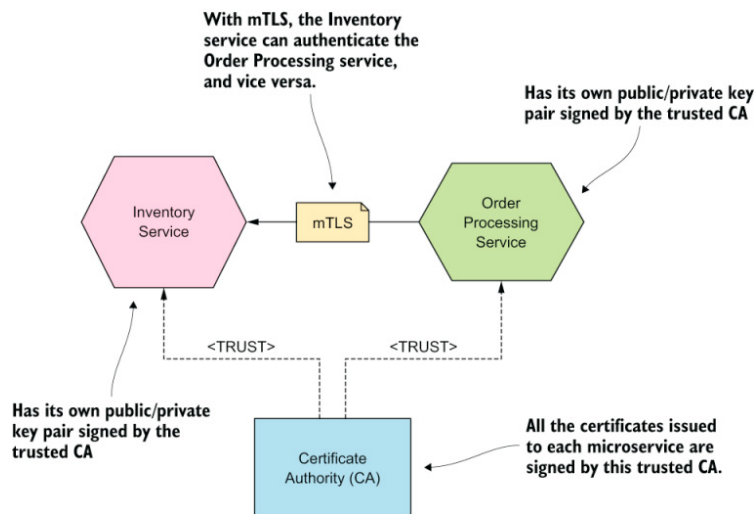 With mTLS, the Inventory
service can authenticate the
Order Processing service,
and vice versa.
Has its own public/private key
pair signed by the trusted CA
Inventory
Service
mTLS
Order
Processing
Service
<TRUST>
<TRUST>
Has its own public/private
key pair signed by the
trusted CA
Certificate
Authority (CA)
All the certificates issued
to each microservice are
signed by this trusted CA.